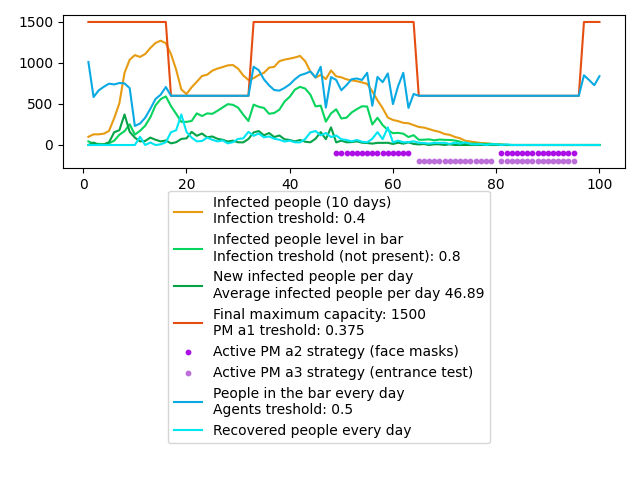 1500
1000
500
0
0
20
40
60
80
100
Infected people (10 days)
Infection treshold: 0.4
Infected people level in bar
Infection treshold (not present): 0.8
New infected people per day
Average infected people per day 46.89
Final maximum capacity: 1500
PM a1 treshold: 0.375
Active PM a2 strategy (face masks)
Active PM a3 strategy (entrance test)
People in the bar every day
Agents treshold: 0.5
Recovered people every day